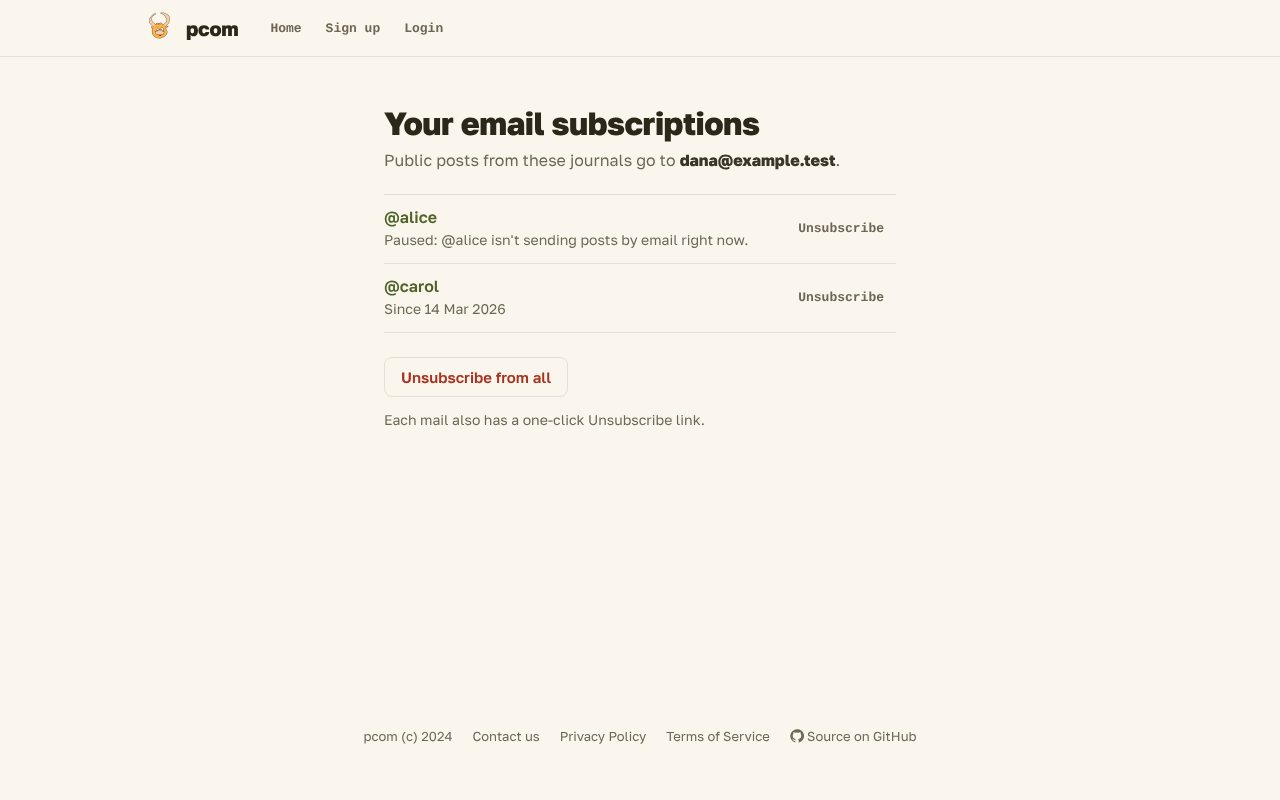 pcom Home Sign up Login
Your email subscriptions
Public posts from these journals go to dana@example.test.
@alice
Paused: @alice isn't sending posts by email right now.
Unsubscribe
@carol
Since 14 Mar 2026
Unsubscribe
Unsubscribe from all
Each mail also has a one-click Unsubscribe link.
pcom (c) 2024 Contact us Privacy Policy Terms of Service Source on GitHub